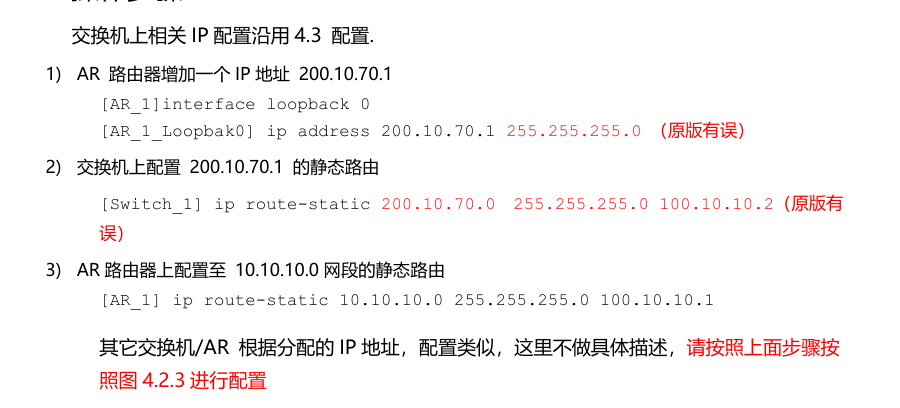 交换机上相关 IP 配置沿用 4.3 配置.
1) AR 路由器增加一个 IP 地址 200.10.70.1
[AR_1]interface loopback 0
[AR_1_Loopbak0] ip address 200.10.70.1 255.255.255.0 （原版有误）
2) 交换机上配置 200.10.70.1 的静态路由
[Switch_1] ip route-static 200.10.70.0 255.255.255.0 100.10.10.2（原版有
误）
3) AR 路由器上配置至 10.10.10.0 网段的静态路由
[AR_1] ip route-static 10.10.10.0 255.255.255.0 100.10.10.1
其它交换机/AR 根据分配的 IP 地址，配置类似，这里不做具体描述，请按照上面步骤按
照图 4.2.3 进行配置